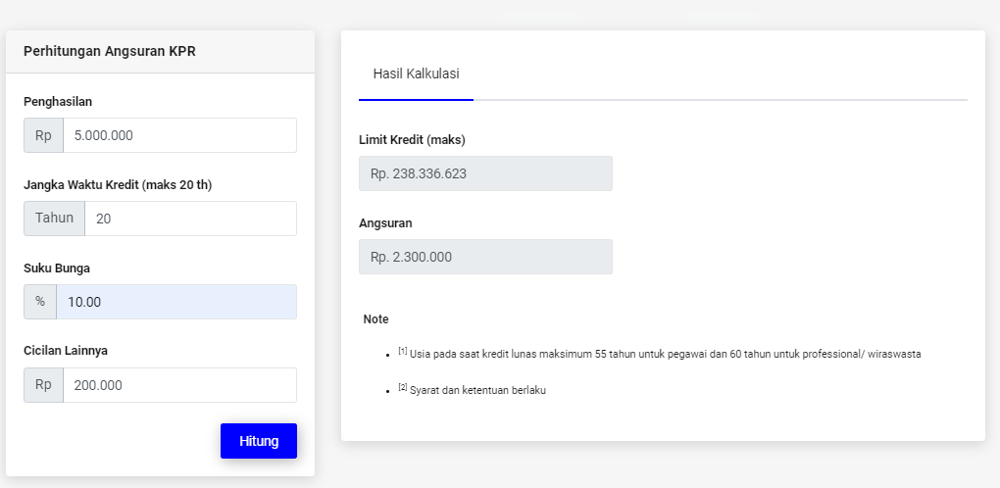 Perhitungan Angsuran KPR
Penghasilan
Rp 5.000.000
Jangka Waktu Kredit (maks 20 th)
Tahun 20
Suku Bunga
% 10.00
Cicilan Lainnya
Rp 200.000
Hitung
Hasil Kalkulasi
Limit Kredit (maks)
Rp. 238.336.623
Angsuran
Rp. 2.300.000
Note
• [1] Usia pada saat kredit lunas maksimum 55 tahun untuk pegawai dan 60 tahun untuk professional/ wiraswasta
• [2] Syarat dan ketentuan berlaku